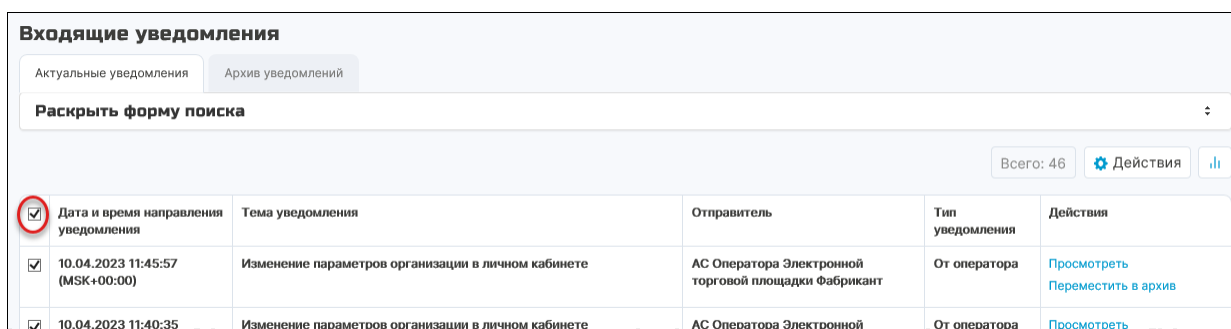 Входящие уведомления
Актуальные уведомления Архив уведомлений
Раскрыть форму поиска
Всего: 46 Действия
Дата и время направления уведомления Тема уведомления Отправитель Тип уведомления Действия
10.04.2023 11:45:57 (MSK+00:00) Изменение параметров организации в личном кабинете АС Оператора Электронной торговой площадки Фабрикант От оператора Просмотреть
Переместить в архив
10.04.2023 11:40:35 Изменение параметров организации в личном кабинете АС Оператора Электронной От оператора Просмотреть